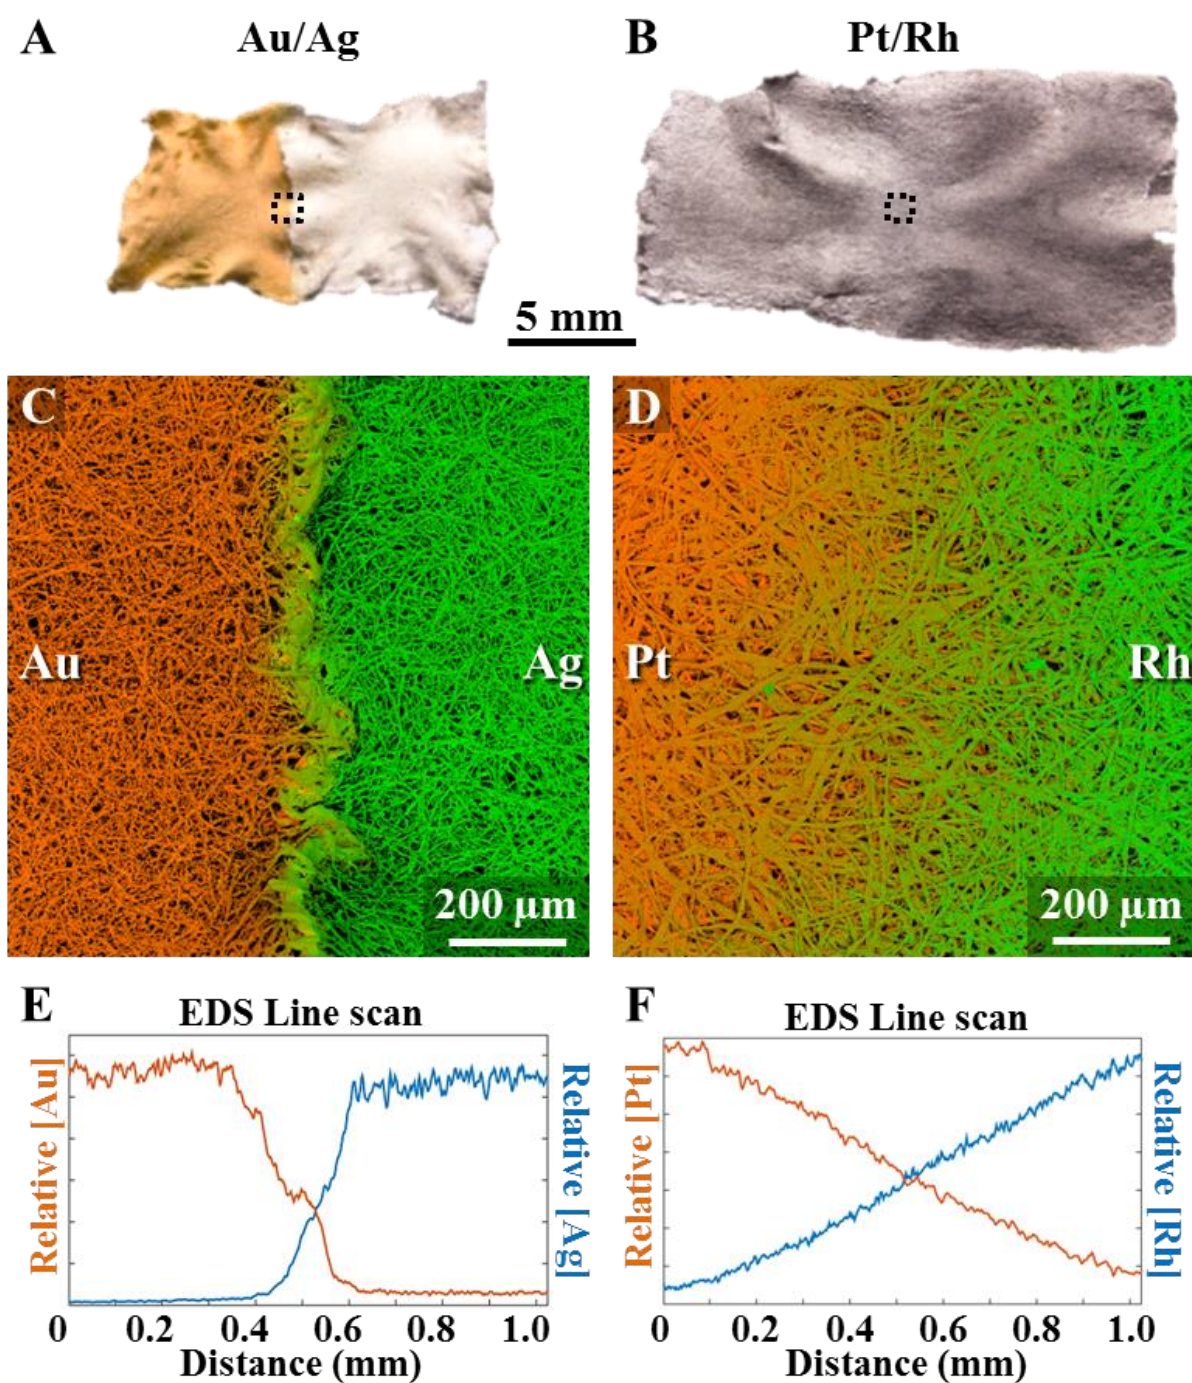 A
Au/Ag
B
Pt/Rh
5 mm
C
D
Au
Ag
Pt
Rh
200 µm
200 µm
E
EDS Line scan
F
EDS Line scan
Relative [Au]
Relative [Ag]
Relative [Pt]
Relative [Rh]
0 0.2 0.4 0.6 0.8 1.0
0 0.2 0.4 0.6 0.8 1.0
Distance (mm)
Distance (mm)